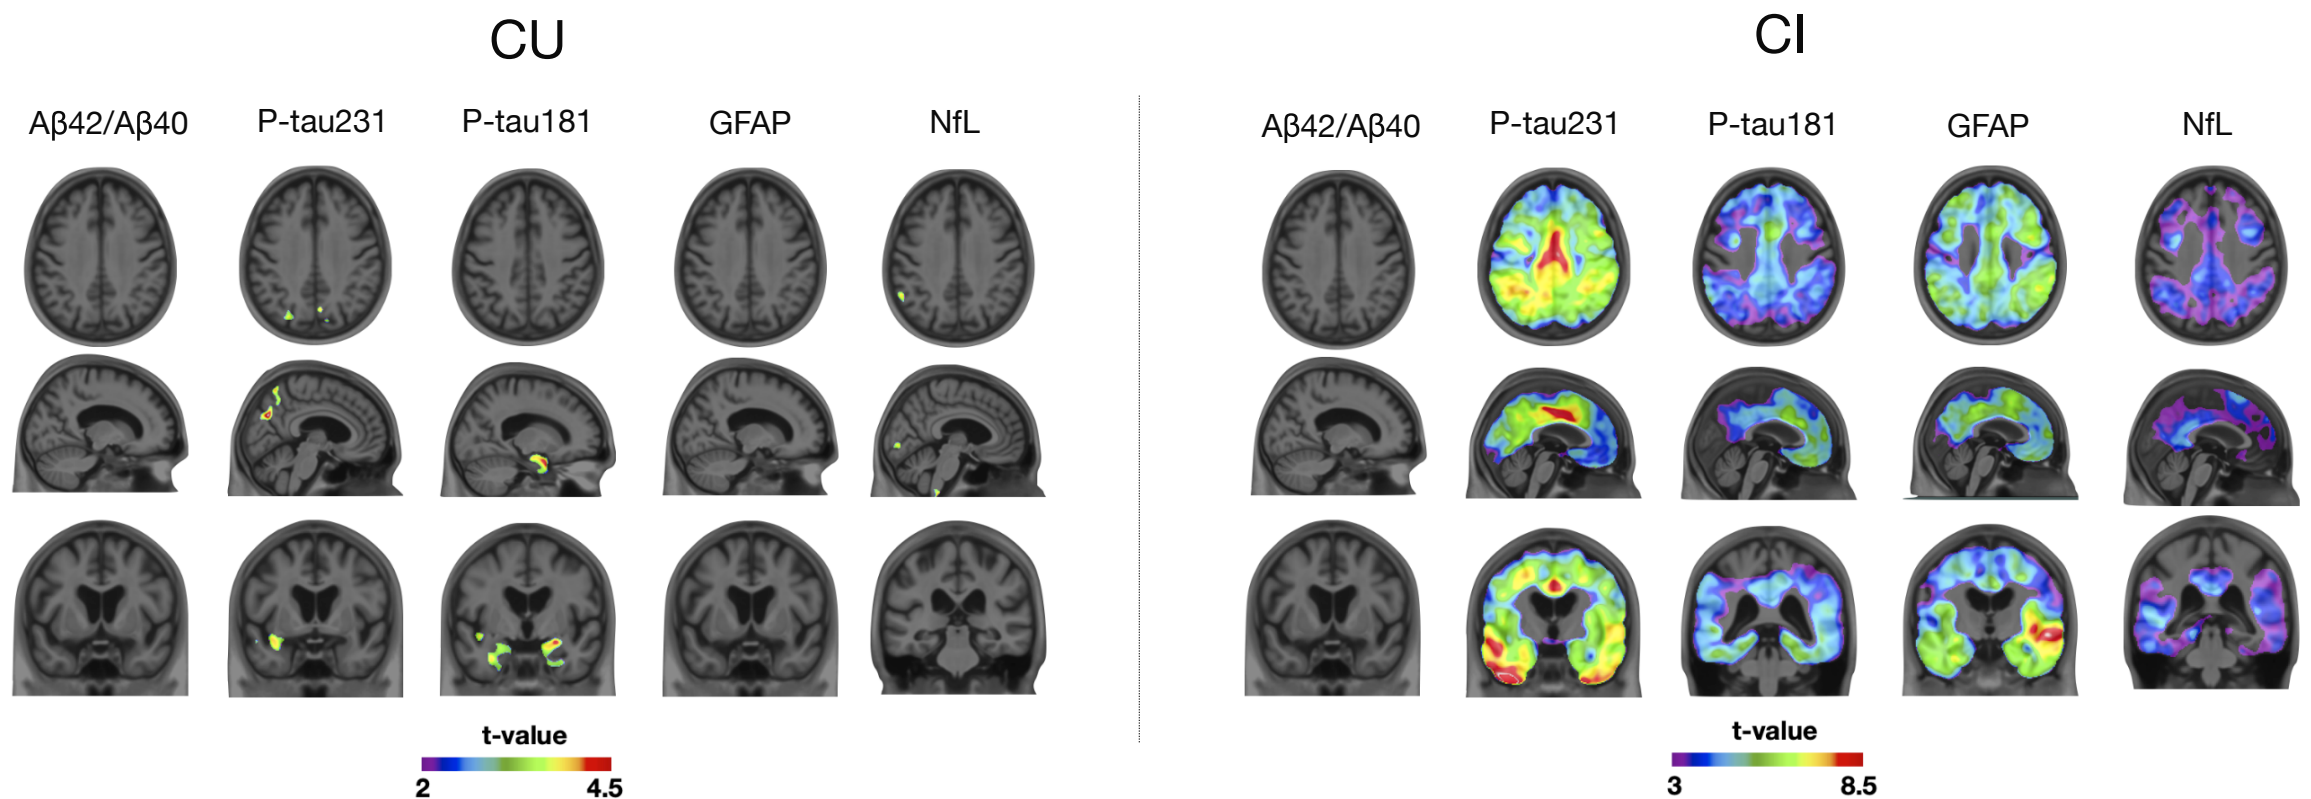 CU
CI
Aβ42/Aβ40
P-tau231
P-tau181
GFAP
NfL
Aβ42/Aβ40
P-tau231
P-tau181
GFAP
NfL
t-value
2
4.5
t-value
3
8.5